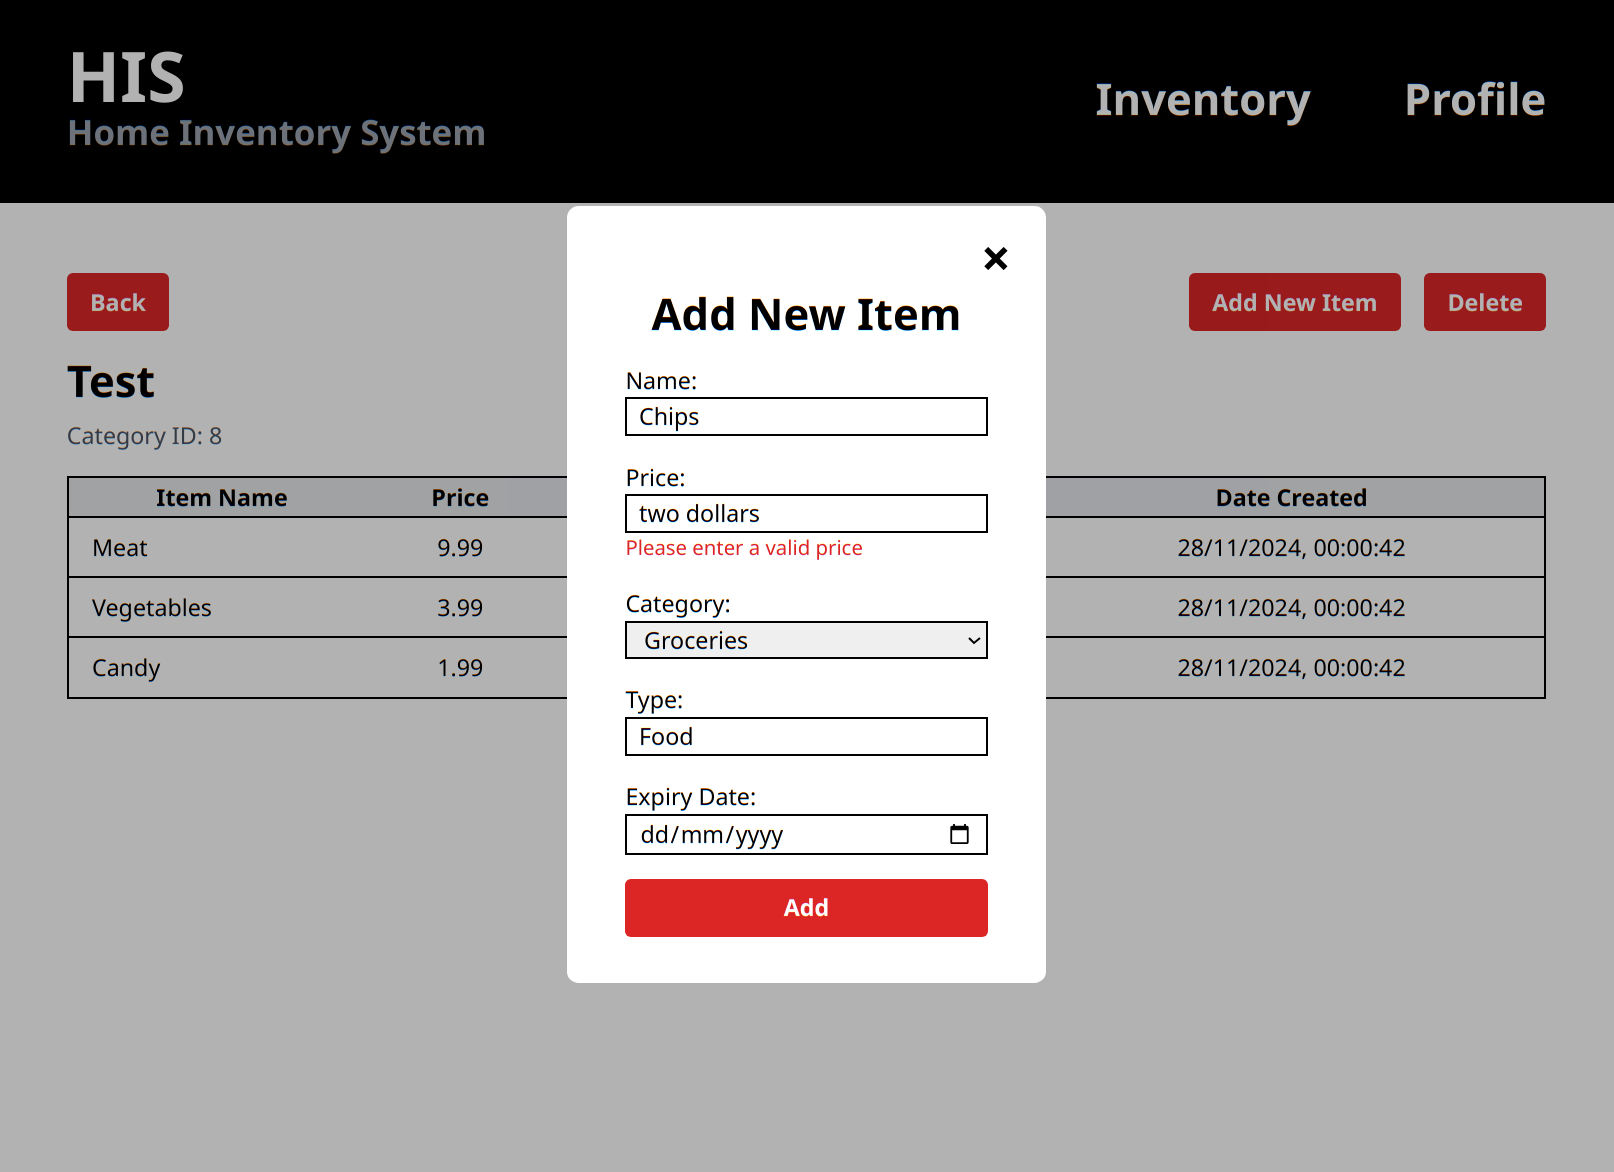 HIS
Home Inventory System
Inventory Profile
Back
Add New Item Delete
Test
Category ID: 8
Item Name Price Date Created
Meat 9.99 28/11/2024, 00:00:42
Vegetables 3.99 28/11/2024, 00:00:42
Candy 1.99 28/11/2024, 00:00:42
Add New Item
Name:
Chips
Price:
two dollars
Please enter a valid price
Category:
Groceries
Type:
Food
Expiry Date:
dd/mm/yyyy
Add